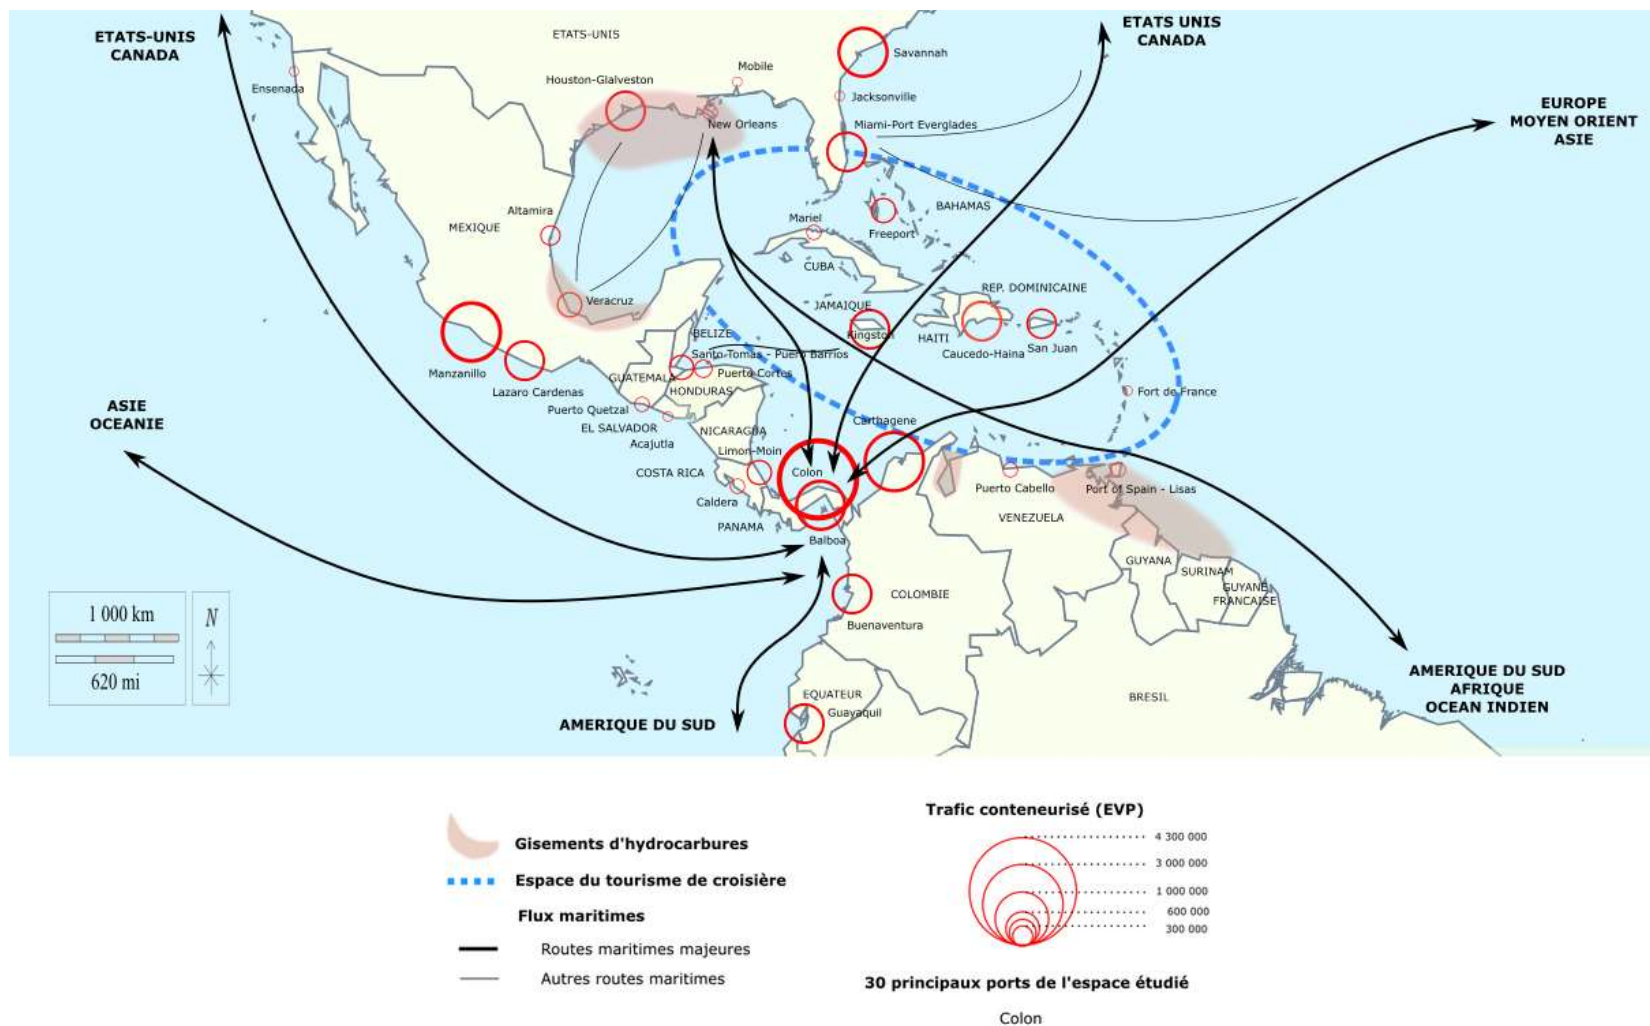 ETATS-UNIS
CANADA
ETATS-UNIS
ETATS UNIS
CANADA
Savannah
Mobile
Houston-Glalveston
Ensenada
Jacksonville
New Orleans
Miami-Port Everglades
EUROPE
MOYEN ORIENT
ASIE
Altamira
MEXIQUE
Mariel
BAHAMAS
Freeport
CUBA
REP. DOMINICAINE
Veracruz
JAMAIQUE
Kingston
HAITI
Caucedo-Haina
San Juan
BELIZE
Santo-Tomas - Puero Barrios
Manzanillo
Lazaro Cardenas
GUATEMALA
Puerto Cortes
HONDURAS
Fort de France
ASIE
OCEANIE
Puerto Quetzal
EL SALVADOR
Acajutla
NICARAGUA
Carthagene
Limon-Moin
COSTA RICA
Colon
Caldera
Puerto Cabello
Port of Spain - Lisas
PANAMA
Balboa
VENEZUELA
GUYANA
SURINAM
GUYANE
FRANCAISE
COLOMBIE
Buenaventura
1 000 km
620 mi
N
EQUATEUR
Guayaquil
BRESIL
AMERIQUE DU SUD
AMERIQUE DU SUD
AFRIQUE
OCEAN INDIEN
Gisements d'hydrocarbures
Espace du tourisme de croisière
Flux maritimes
Routes maritimes majeures
Autres routes maritimes
Trafic conteneurisé (EVP)
4 300 000
3 000 000
1 000 000
600 000
300 000
30 principaux ports de l'espace étudié
Colon